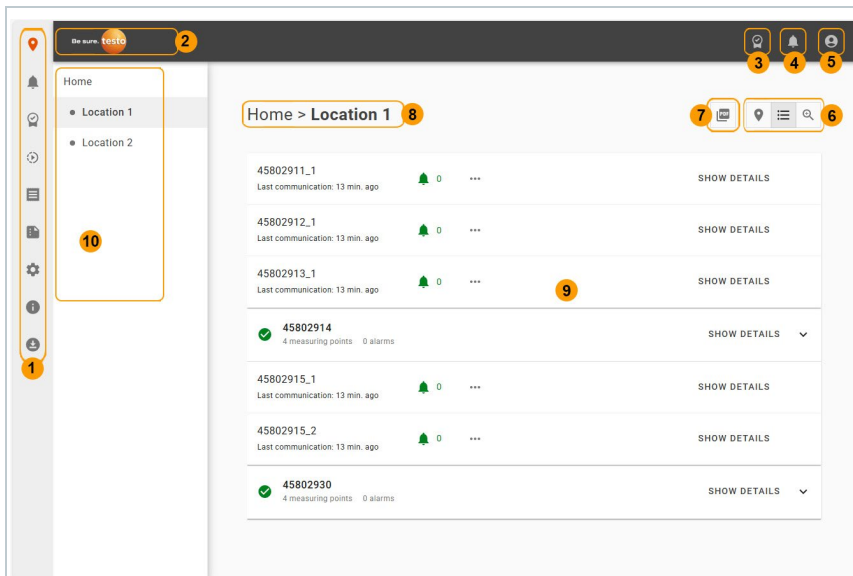 Be sure. testo
2
3
4
5
Home
Location 1
Location 2
10
1
Home > Location 1
8
7
PDF
6
45802911_1
Last communication: 13 min. ago
0
...
SHOW DETAILS
45802912_1
Last communication: 13 min. ago
0
...
SHOW DETAILS
45802913_1
Last communication: 13 min. ago
0
...
9
SHOW DETAILS
45802914
4 measuring points 0 alarms
SHOW DETAILS
45802915_1
Last communication: 13 min. ago
0
...
SHOW DETAILS
45802915_2
Last communication: 13 min. ago
0
...
SHOW DETAILS
45802930
4 measuring points 0 alarms
SHOW DETAILS